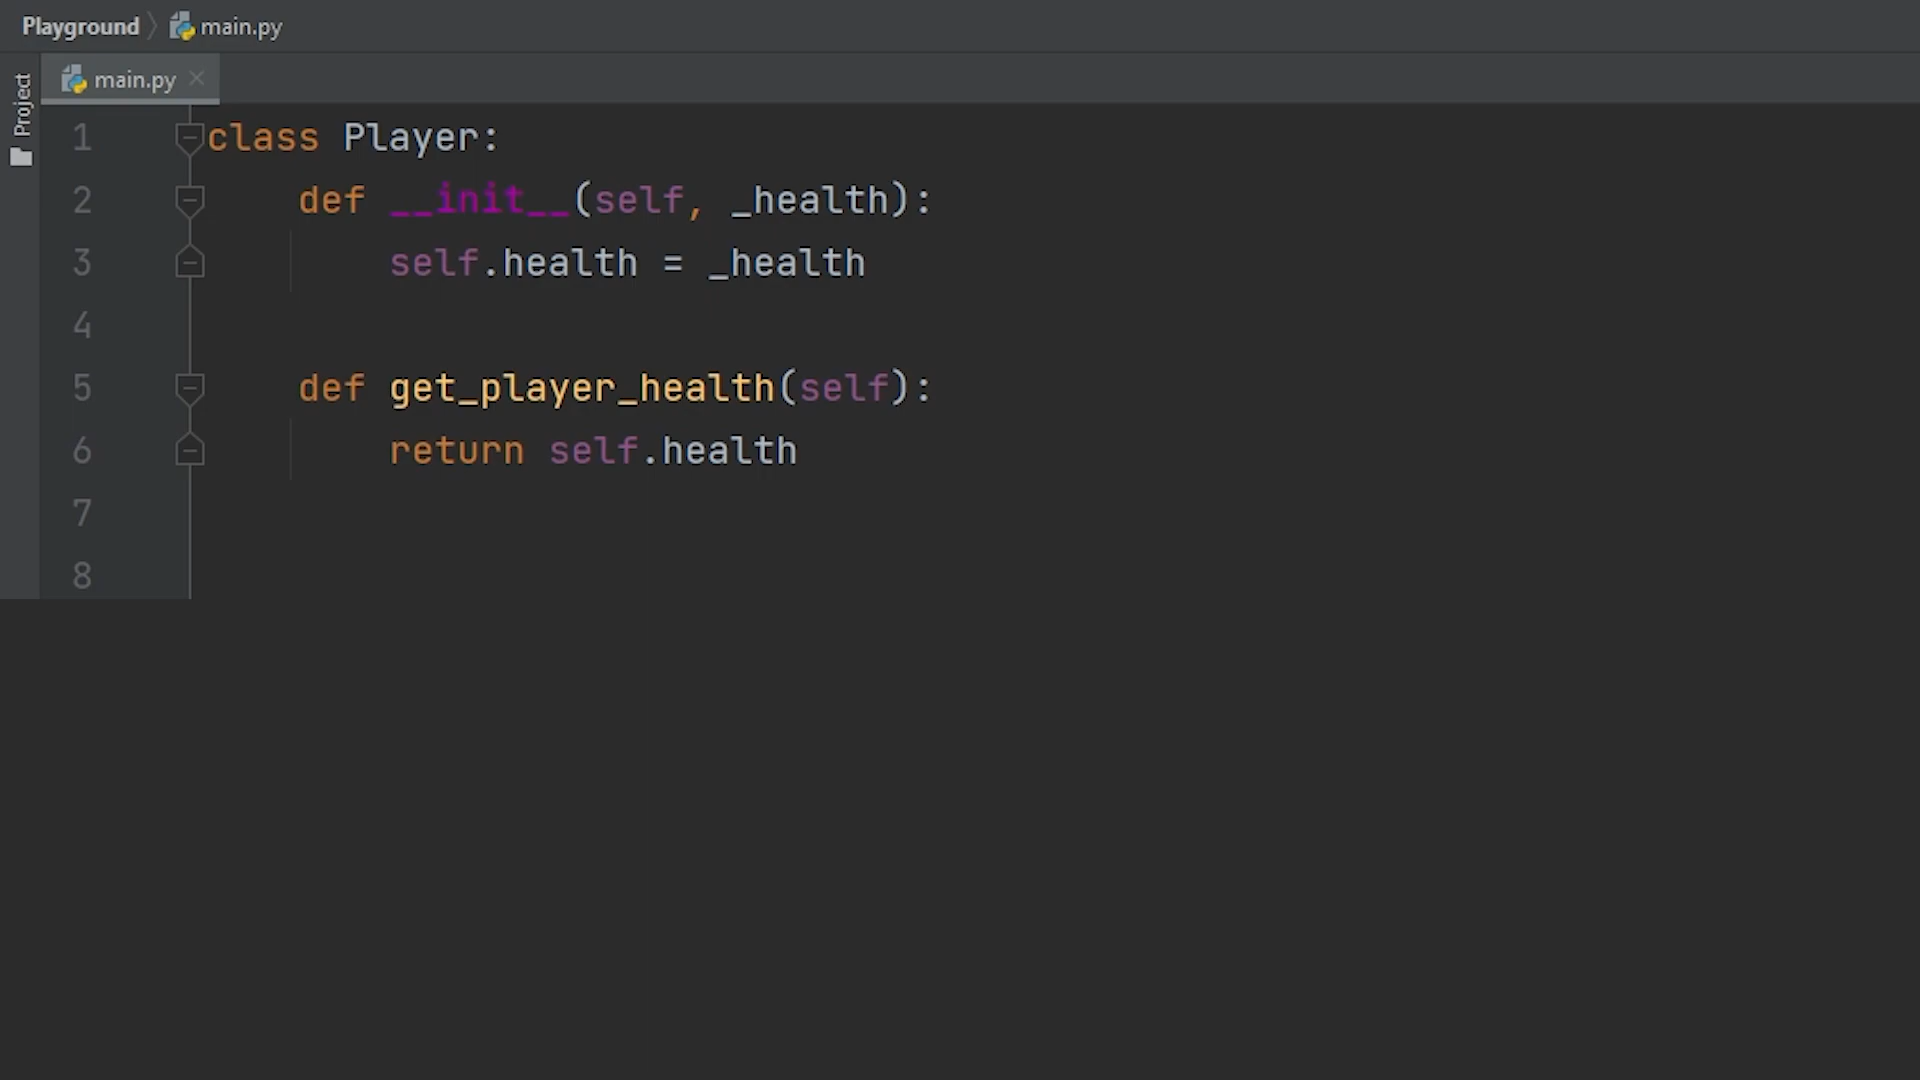 Playground main.py
main.py
Project
1 class Player:
2 def __init__(self, _health):
3 self.health = _health
4
5 def get_player_health(self):
6 return self.health
7
8